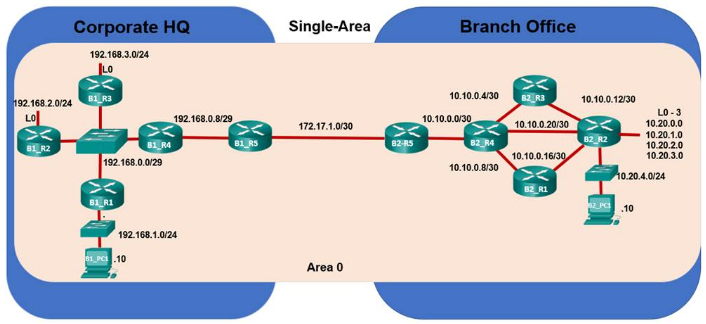 Corporate HQ
Single-Area
Branch Office
192.168.3.0/24
L0
B1_R3
192.168.2.0/24
L0
B1_R2
192.168.0.8/29
B1_R4
B1_R5
192.168.0.0/29
B1_R1
192.168.1.0/24
B1_PC1
.10
172.17.1.0/30
B2-R5
10.10.0.0/30
B2_R4
10.10.0.4/30
B2_R3
10.10.0.12/30
10.10.0.20/30
B2_R2
10.10.0.16/30
10.10.0.8/30
B2_R1
L0 - 3
10.20.0.0
10.20.1.0
10.20.2.0
10.20.3.0
10.20.4.0/24
B2_PC1
.10
Area 0